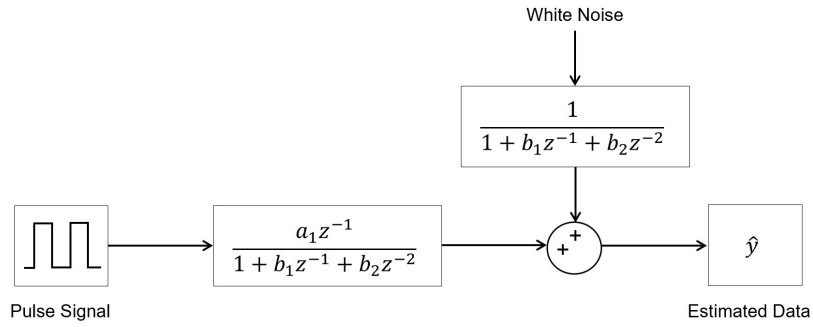 White Noise
1
1 + b₁z⁻¹ + b₂z⁻²
a₁z⁻¹
1 + b₁z⁻¹ + b₂z⁻²
+
+
ŷ
Pulse Signal
Estimated Data